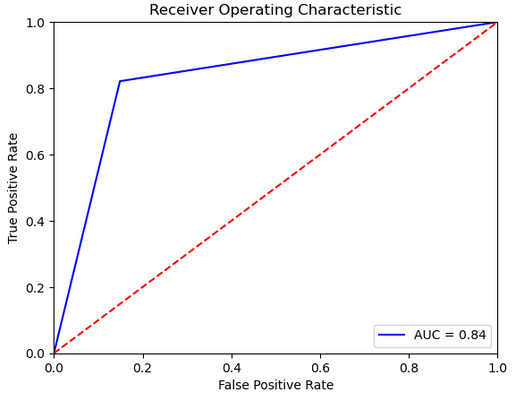 Receiver Operating Characteristic
1.0
0.8
0.6
0.4
0.2
0.0
True Positive Rate
AUC = 0.84
0.0 0.2 0.4 0.6 0.8 1.0
False Positive Rate